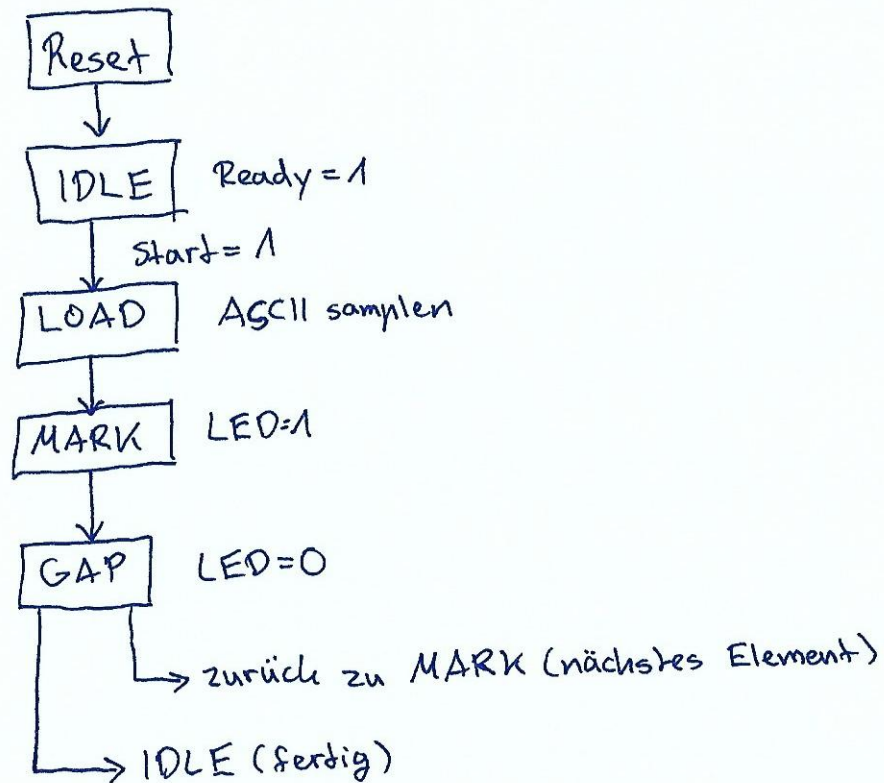 Reset
IDLE Ready = 1
Start = 1
LOAD ASCII samplen
MARK LED=1
GAP LED=0
zurück zu MARK (nächstes Element)
IDLE (fertig)